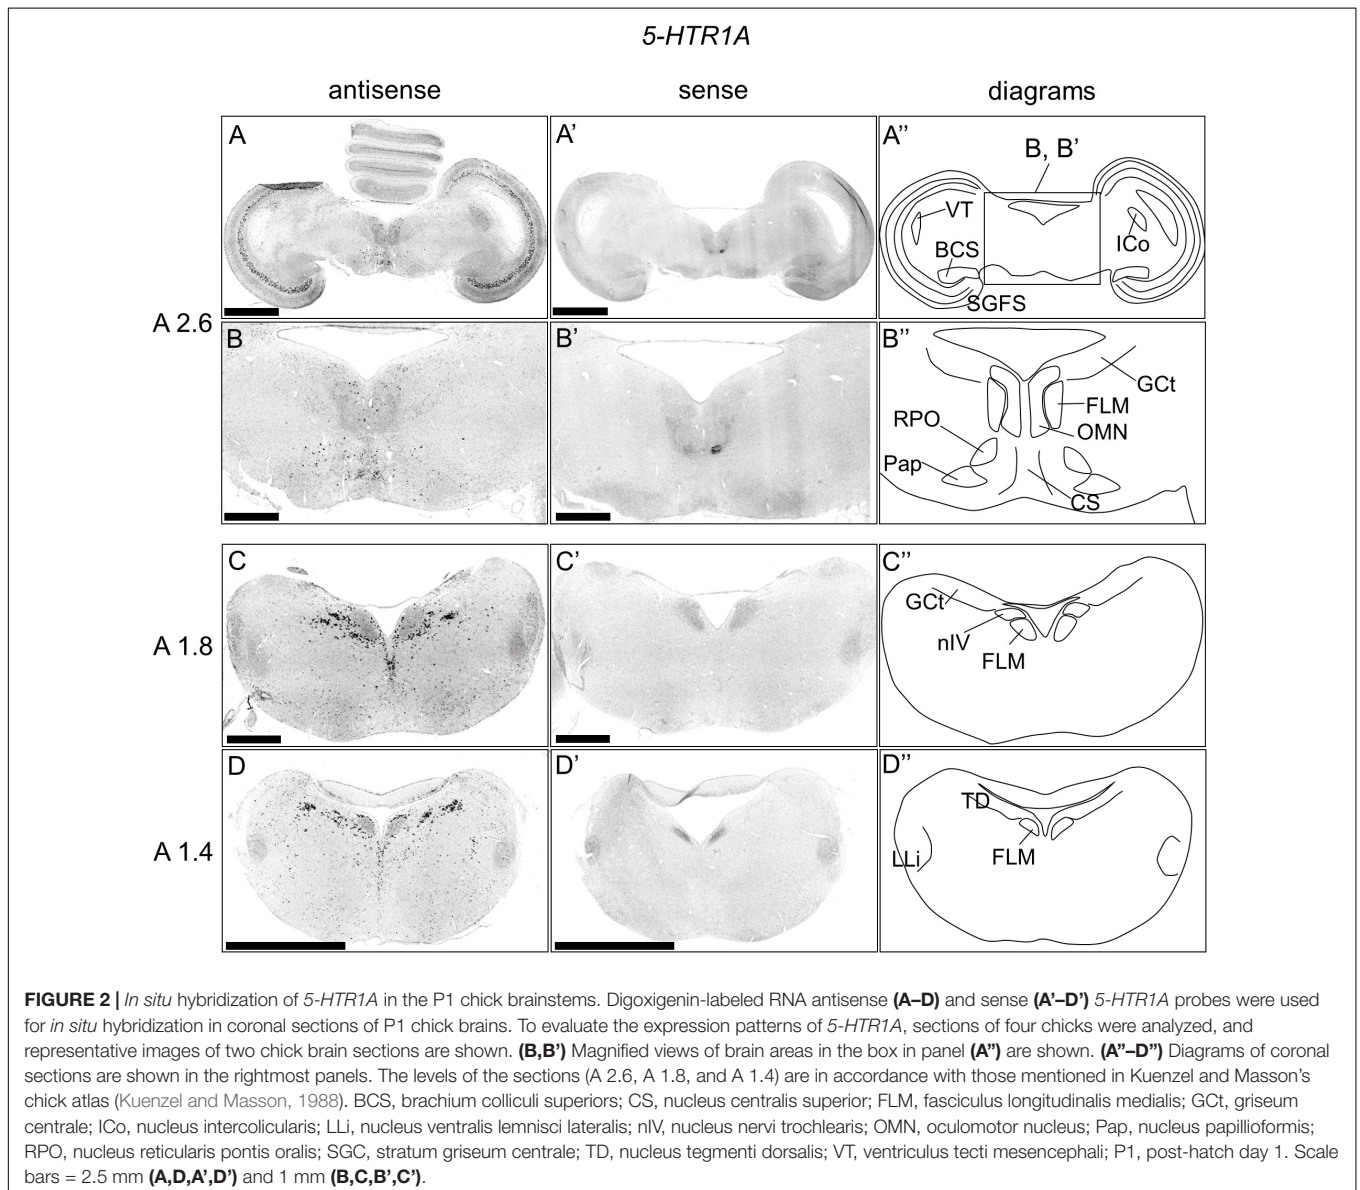 5-HTR1A
antisense sense diagrams
A A' A''
B, B'
VT
ICo
BCS
SGFS
A 2.6
B B' B''
GCt
FLM
RPO
OMN
Pap
CS
C C' C''
GCt
nIV
FLM
A 1.8
D D' D''
TD
LLi
FLM
A 1.4
FIGURE 2 | In situ hybridization of 5-HTR1A in the P1 chick brainstems. Digoxigenin-labeled RNA antisense (A–D) and sense (A'–D') 5-HTR1A probes were used
for in situ hybridization in coronal sections of P1 chick brains. To evaluate the expression patterns of 5-HTR1A, sections of four chicks were analyzed, and
representative images of two chick brain sections are shown. (B,B') Magnified views of brain areas in the box in panel (A'') are shown. (A''–D'') Diagrams of coronal
sections are shown in the rightmost panels. The levels of the sections (A 2.6, A 1.8, and A 1.4) are in accordance with those mentioned in Kuenzel and Masson's
chick atlas (Kuenzel and Masson, 1988). BCS, brachium colliculi superiors; CS, nucleus centralis superior; FLM, fasciculus longitudinalis medialis; GCt, griseum
centrale; ICo, nucleus intercolicularis; LLi, nucleus ventralis lemnisci lateralis; nIV, nucleus nervi trochlearis; OMN, oculomotor nucleus; Pap, nucleus papillioformis;
RPO, nucleus reticularis pontis oralis; SGC, stratum griseum centrale; TD, nucleus tegmenti dorsalis; VT, ventriculus tecti mesencephali; P1, post-hatch day 1. Scale
bars = 2.5 mm (A,D,A',D') and 1 mm (B,C,B',C').